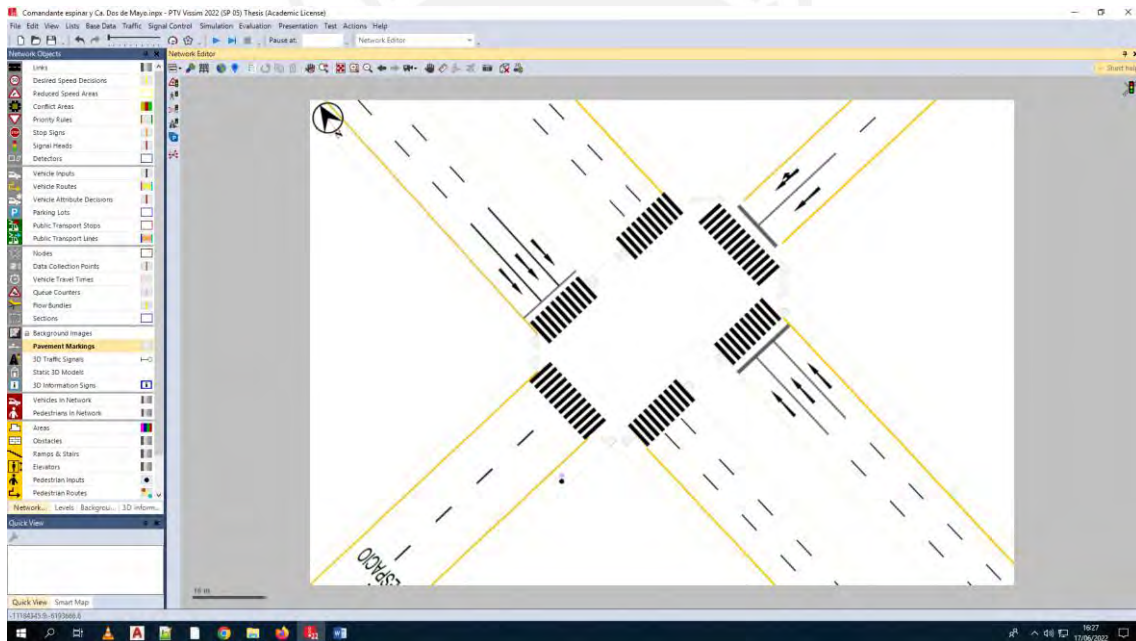 Comandante espinar y Ca. Dos de Mayo.inpx - PTV Vissim 2022 (SP 05) Thesis (Academic License)
File Edit View Lists Base Data Traffic Signal Control Simulation Evaluation Presentation Test Actions Help
Pause at: Network Editor
Network Objects
Network Editor
Links
Desired Speed Decisions
Reduced Speed Areas
Conflict Areas
Priority Rules
Stop Signs
Signal Heads
Detectors
Vehicle Inputs
Vehicle Routes
Vehicle Attribute Decisions
Parking Lots
Public Transport Stops
Public Transport Lines
Nodes
Data Collection Points
Vehicle Travel Times
Queue Counters
Flow Bundles
Sections
Background Images
Pavement Markings
3D Traffic Signals
Static 3D Models
3D Information Signs
Vehicles In Network
Pedestrians In Network
Areas
Obstacles
Ramps & Stairs
Elevators
Pedestrian Inputs
Pedestrian Routes
Network... Levels Backgrou... 3D Inform...
Quick View
Quick View Smart Map
ESPACIO
10 m
16:27
17/06/2022